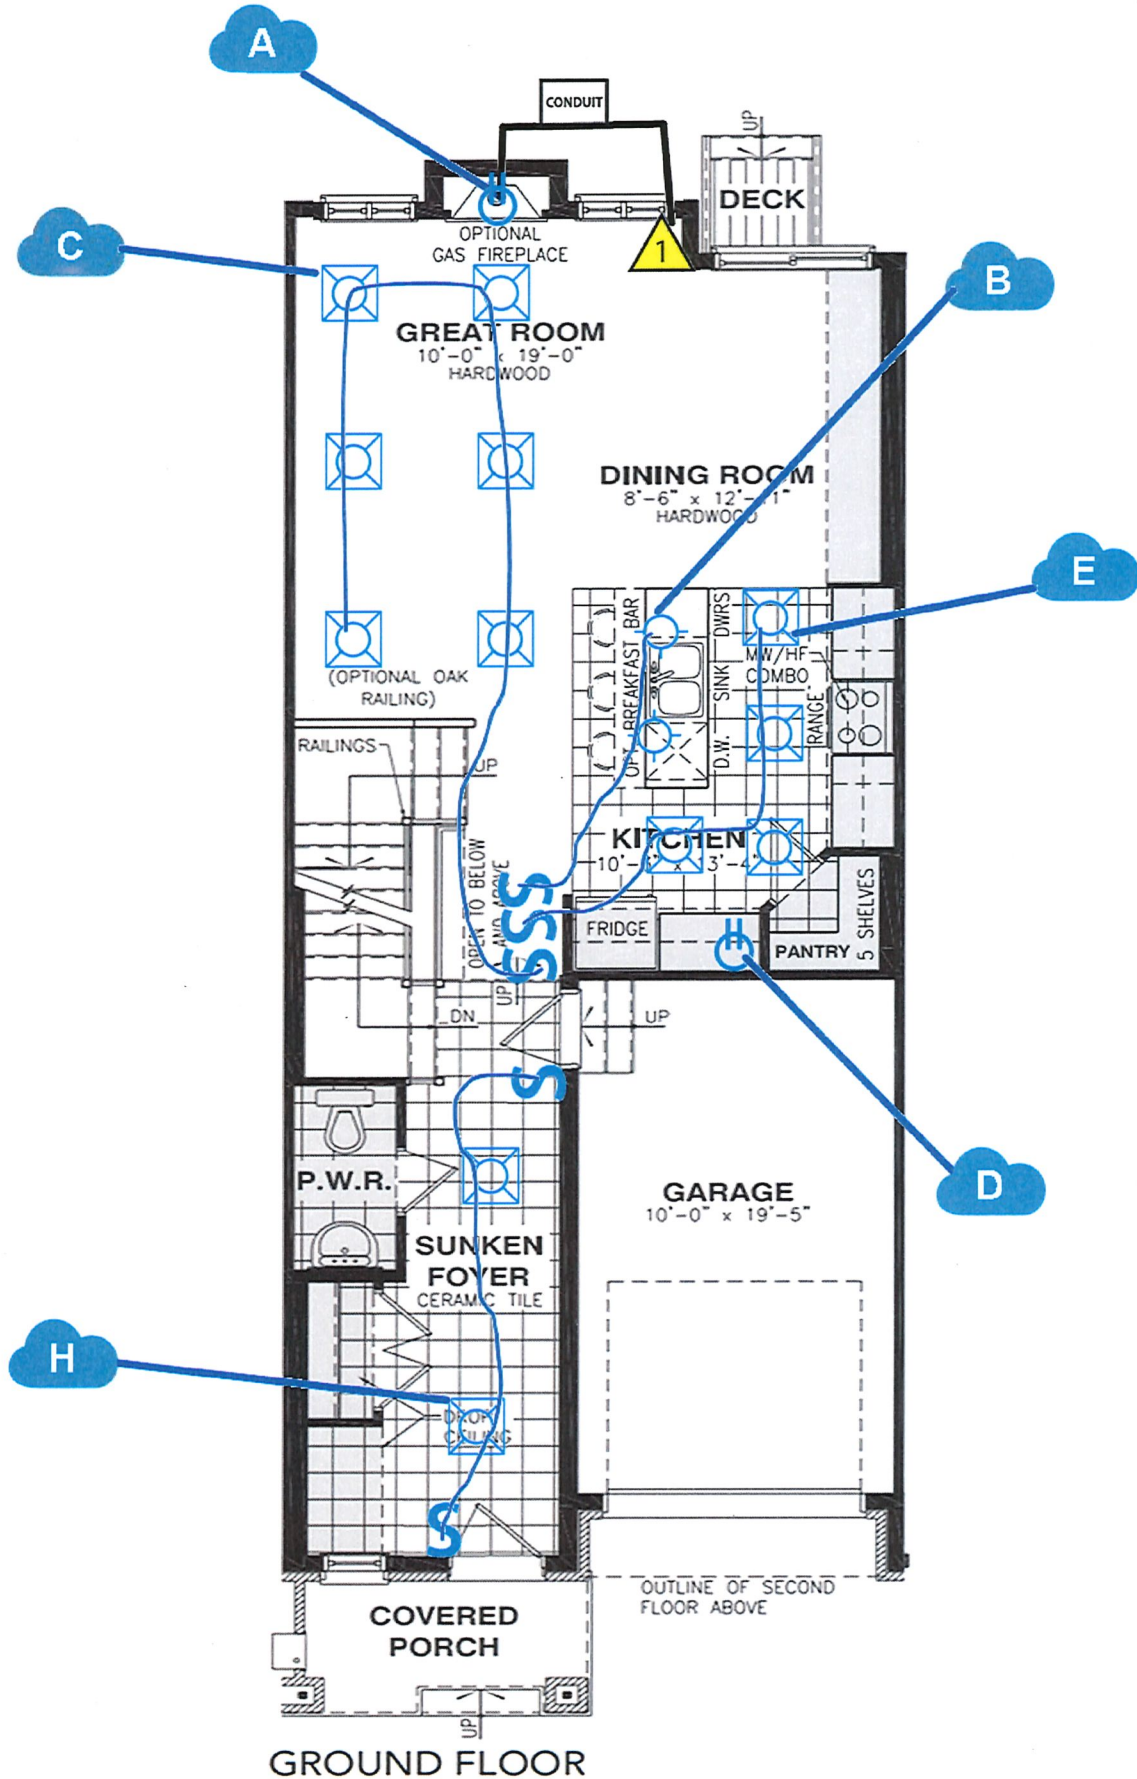 A
CONDUIT
UP
DECK
C
OPTIONAL
GAS FIREPLACE
1
B
GREAT ROOM
10'-0" x 19'-0"
HARDWOOD
DINING ROOM
8'-6" x 12'-11"
HARDWOOD
E
OPT. BREAKFAST BAR
SINK
DWRS
D.W.
MW/HF
COMBO
RANGE
(OPTIONAL OAK
RAILING)
RAILINGS
UP
KITCHEN
OPEN TO BELOW
AND ABOVE
S
S
S
FRIDGE
PANTRY
5 SHELVES
UP
DN
UP
S
D
P.W.R.
GARAGE
10'-0" x 19'-5"
SUNKEN
FOYER
CERAMIC TILE
H
DROP
CEILING
S
OUTLINE OF SECOND
FLOOR ABOVE
COVERED
PORCH
UP
GROUND FLOOR